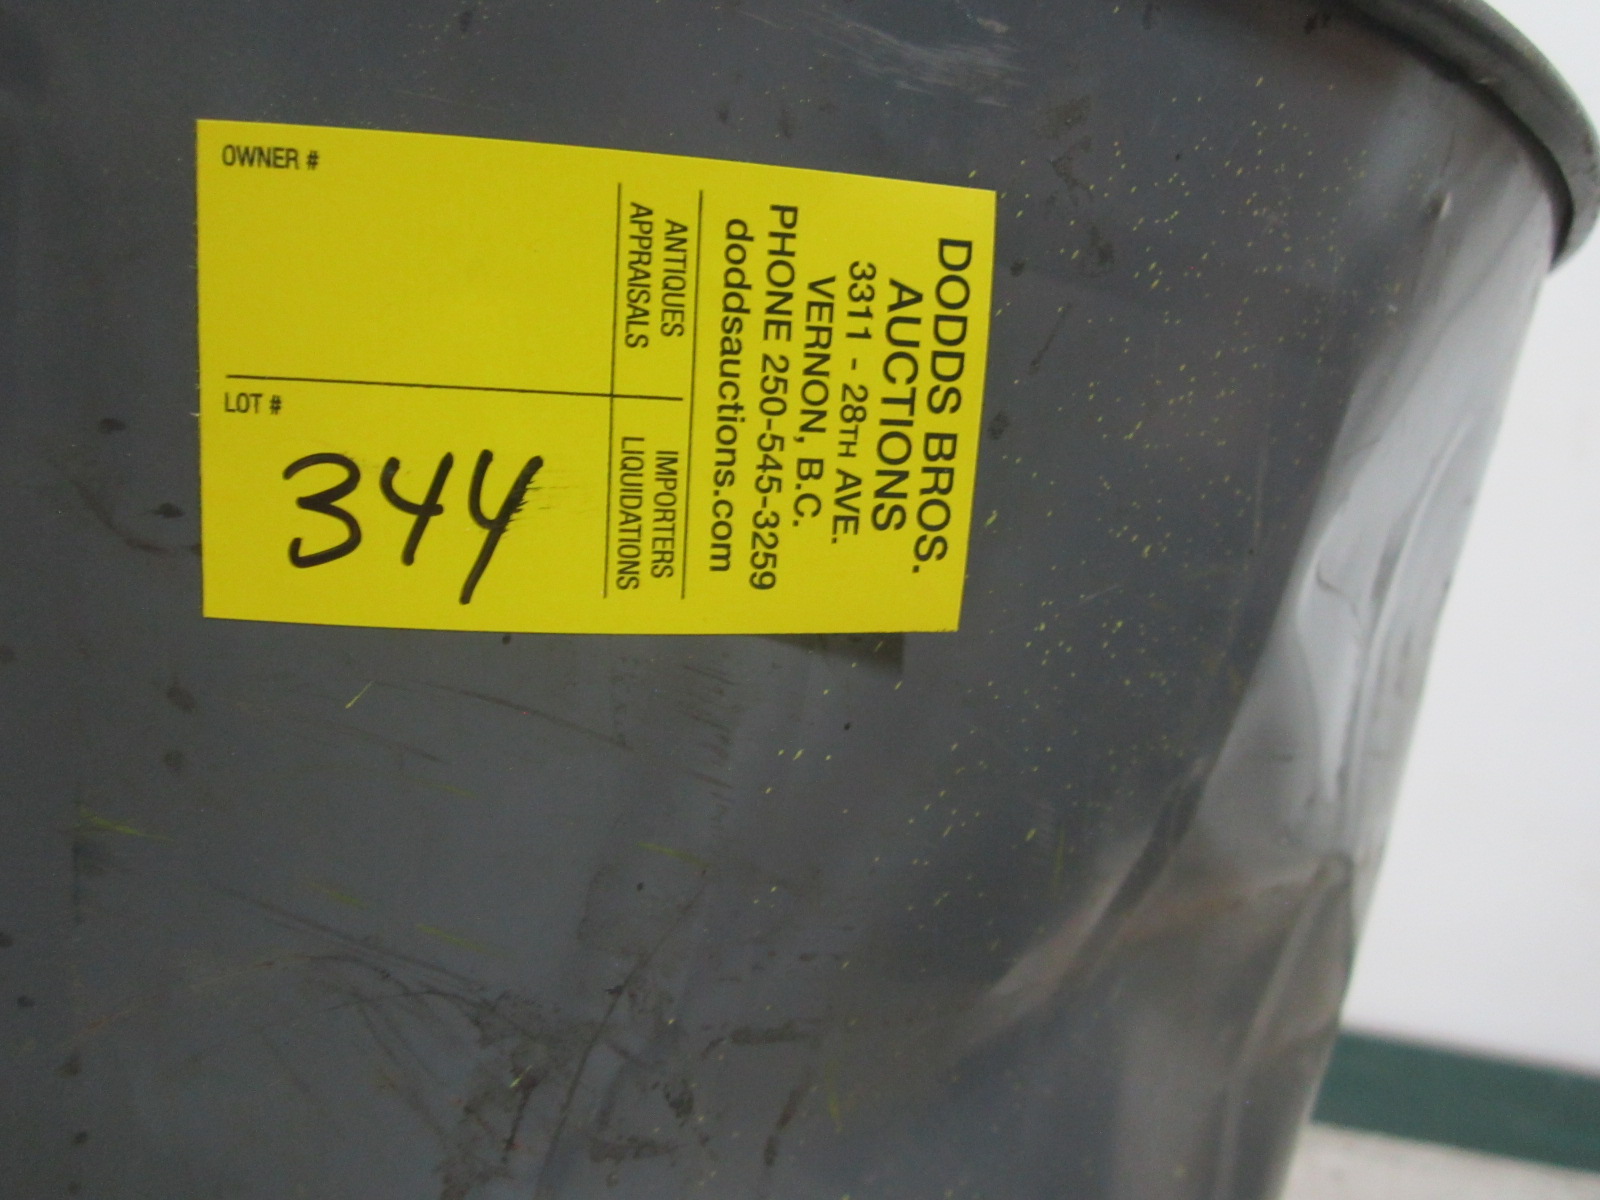 DODDS BROS.
AUCTIONS
3311 - 28TH AVE.
VERNON, B.C.
PHONE 250-545-3259
doddsauctions.com
ANTIQUES
APPRAISALS
IMPORTERS
LIQUIDATIONS
OWNER #
LOT #
344